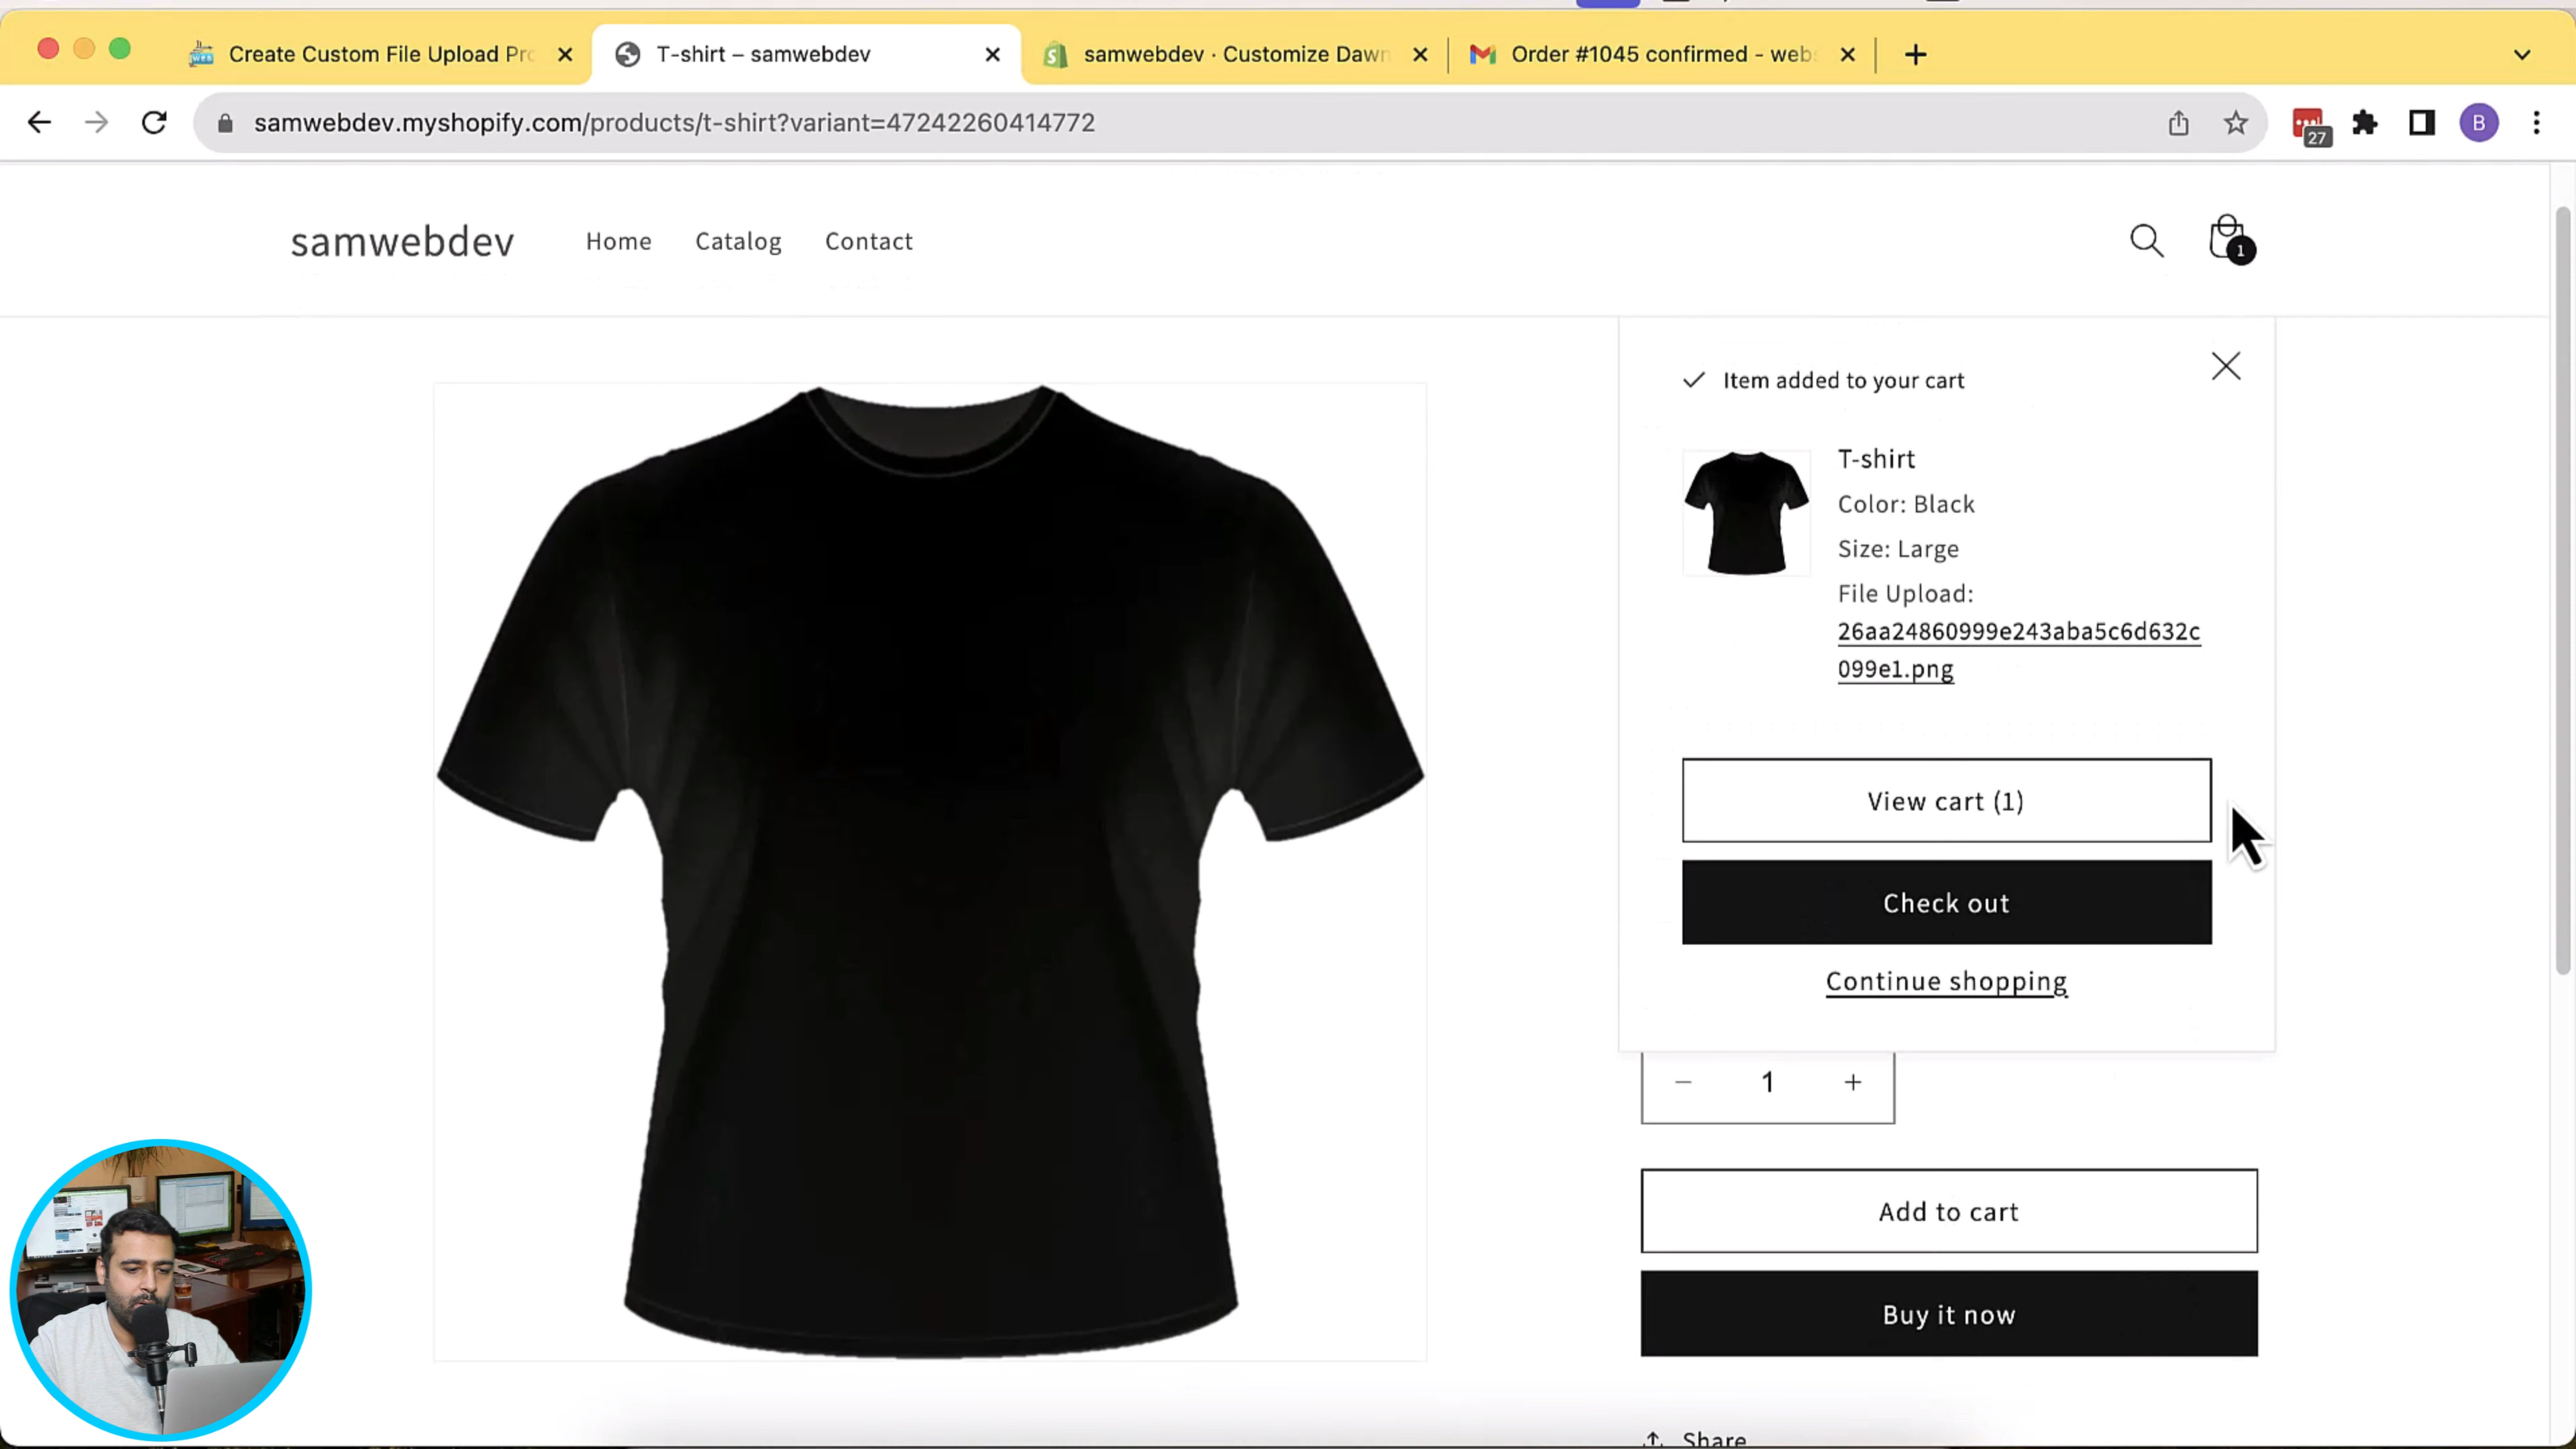 Create Custom File Upload Pro
T-shirt – samwebdev
samwebdev · Customize Dawn
Order #1045 confirmed - webs
samwebdev.myshopify.com/products/t-shirt?variant=47242260414772
27
B
samwebdev
Home
Catalog
Contact
1
Item added to your cart
T-shirt
Color: Black
Size: Large
File Upload:
26aa24860999e243aba5c6d632c
099e1.png
View cart (1)
Check out
Continue shopping
− 1 +
Add to cart
Buy it now
Share